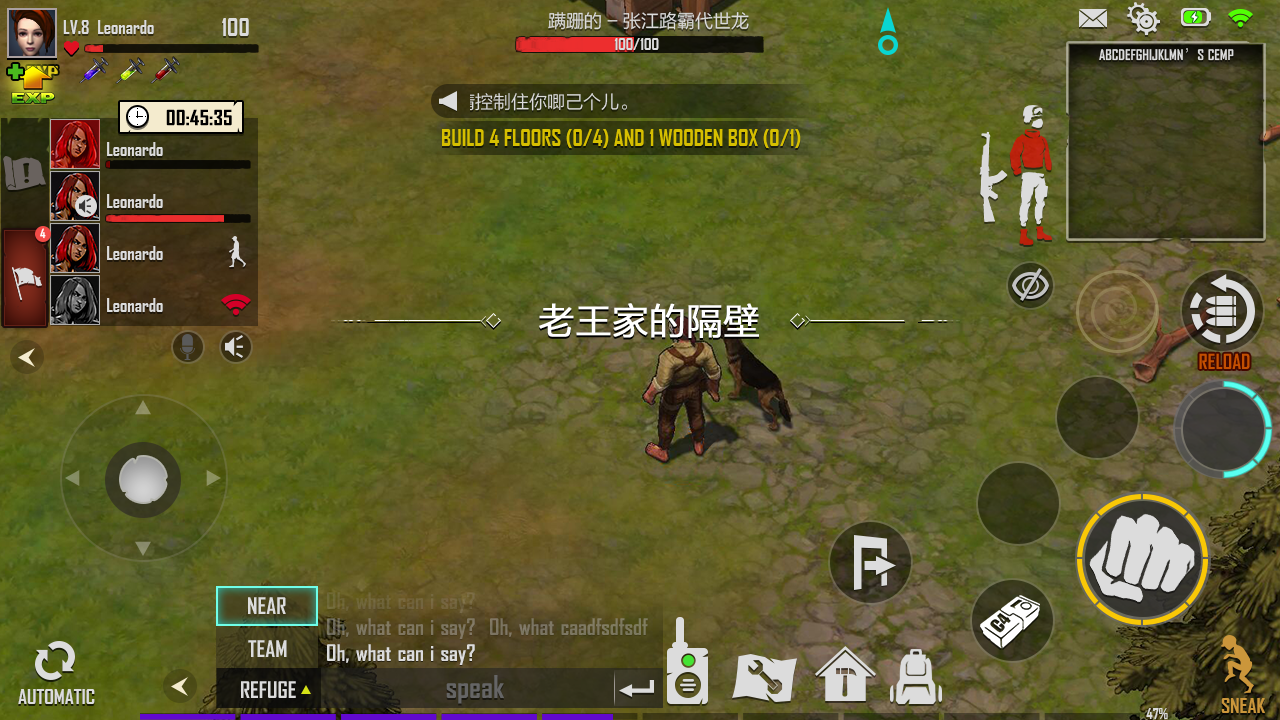 LV.8 Leonardo 100
EXP
00:45:35
Leonardo
Leonardo
4
Leonardo
Leonardo
蹒跚的 – 张江路霸代世龙
100/100
控制住你唧己个儿。
BUILD 4 FLOORS (0/4) AND 1 WOODEN BOX (0/1)
ABCDEFGHIJKLMN' S CEMP
老王家的隔壁
RELOAD
C4
NEAR
TEAM
REFUGE
Oh, what can i say?
Oh, what can i say? Oh, what caadfsdfsdf
Oh, what can i say?
speak
AUTOMATIC
47%
SNEAK